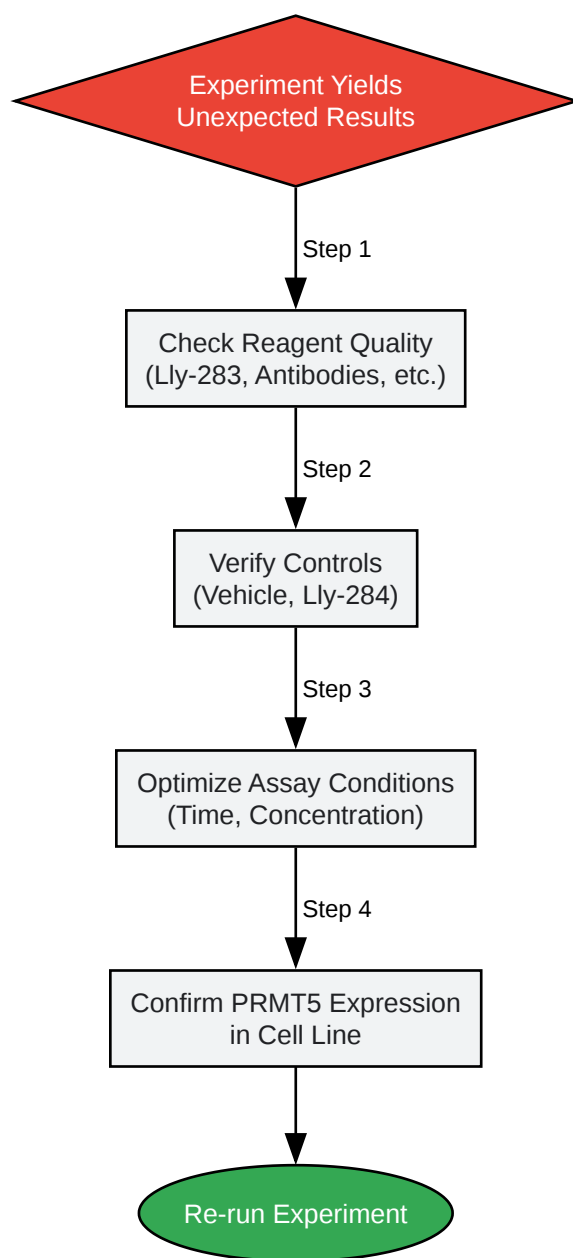 Experiment Yields
Unexpected Results
Step 1
Check Reagent Quality
(Lly-283, Antibodies, etc.)
Step 2
Verify Controls
(Vehicle, Lly-284)
Step 3
Optimize Assay Conditions
(Time, Concentration)
Step 4
Confirm PRMT5 Expression
in Cell Line
Re-run Experiment